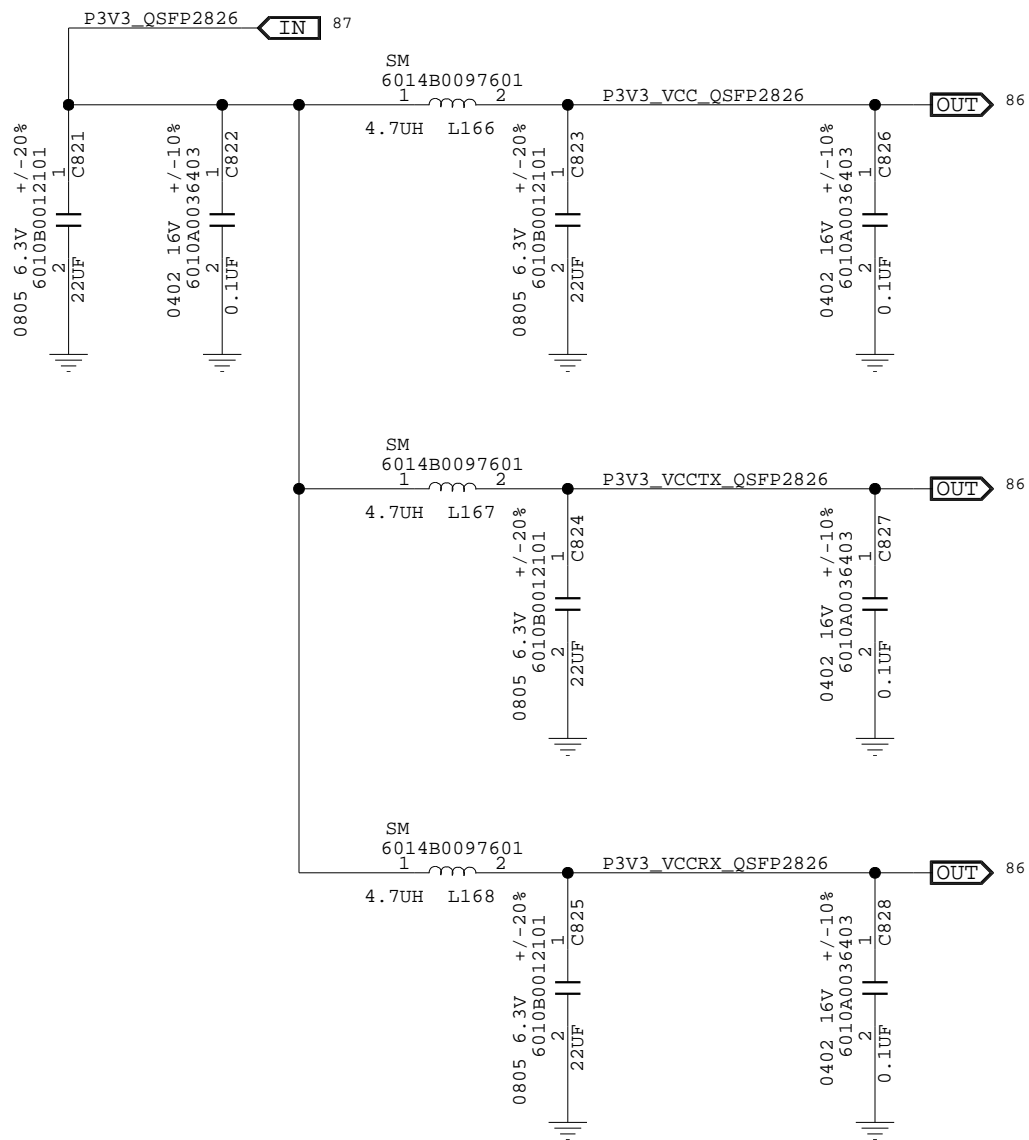 P3V3_QSFP2826
IN
87
SM
6014B0097601
1
2
4.7UH L166
P3V3_VCC_QSFP2826
OUT
86
0805 6.3V +/-20%
6010B0012101
1
2
C821
22UF
0402 16V +/-10%
6010A0036403
1
2
C822
0.1UF
0805 6.3V +/-20%
6010B0012101
1
2
C823
22UF
0402 16V +/-10%
6010A0036403
1
2
C826
0.1UF
SM
6014B0097601
1
2
4.7UH L167
P3V3_VCCTX_QSFP2826
OUT
86
0805 6.3V +/-20%
6010B0012101
1
2
C824
22UF
0402 16V +/-10%
6010A0036403
1
2
C827
0.1UF
SM
6014B0097601
1
2
4.7UH L168
P3V3_VCCRX_QSFP2826
OUT
86
0805 6.3V +/-20%
6010B0012101
1
2
C825
22UF
0402 16V +/-10%
6010A0036403
1
2
C828
0.1UF